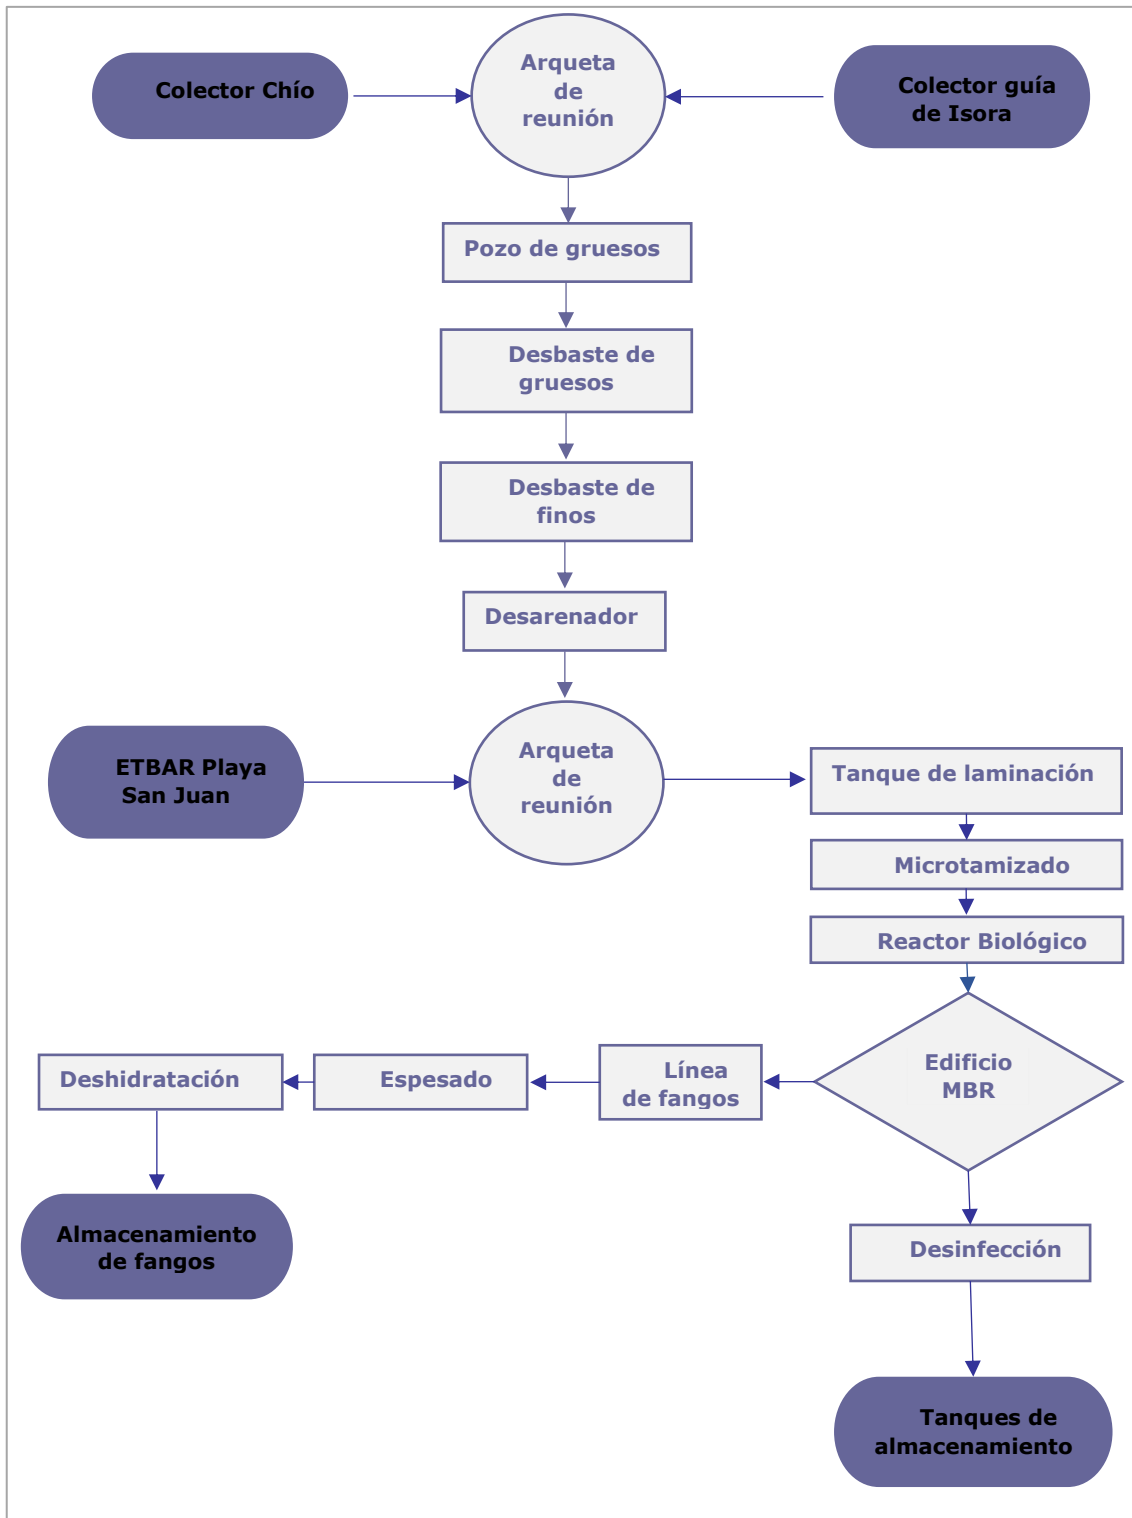 Colector Chío
Arqueta
de
reunión
Colector guía
de Isora
Pozo de gruesos
Desbaste de
gruesos
Desbaste de
finos
Desarenador
ETBAR Playa
San Juan
Arqueta
de
reunión
Tanque de laminación
Microtamizado
Reactor Biológico
Edificio
MBR
Línea
de fangos
Espesado
Deshidratación
Almacenamiento
de fangos
Desinfección
Tanques de
almacenamiento